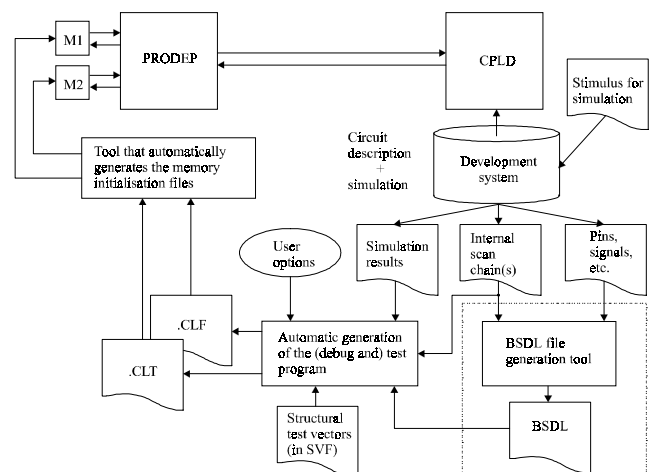 M1
PRODEP
CPLD
M2
Stimulus for
simulation
Circuit
description
+
simulation
Development
system
Tool that automatically
generates the memory
initialisation files
User
options
Simulation
results
Internal
scan
chain(s)
Pins,
signals,
etc.
.CLF
.CLT
Automatic generation
of the (debug and) test
program
BSDL file
generation tool
Structural
test vectors
(in SVF)
BSDL